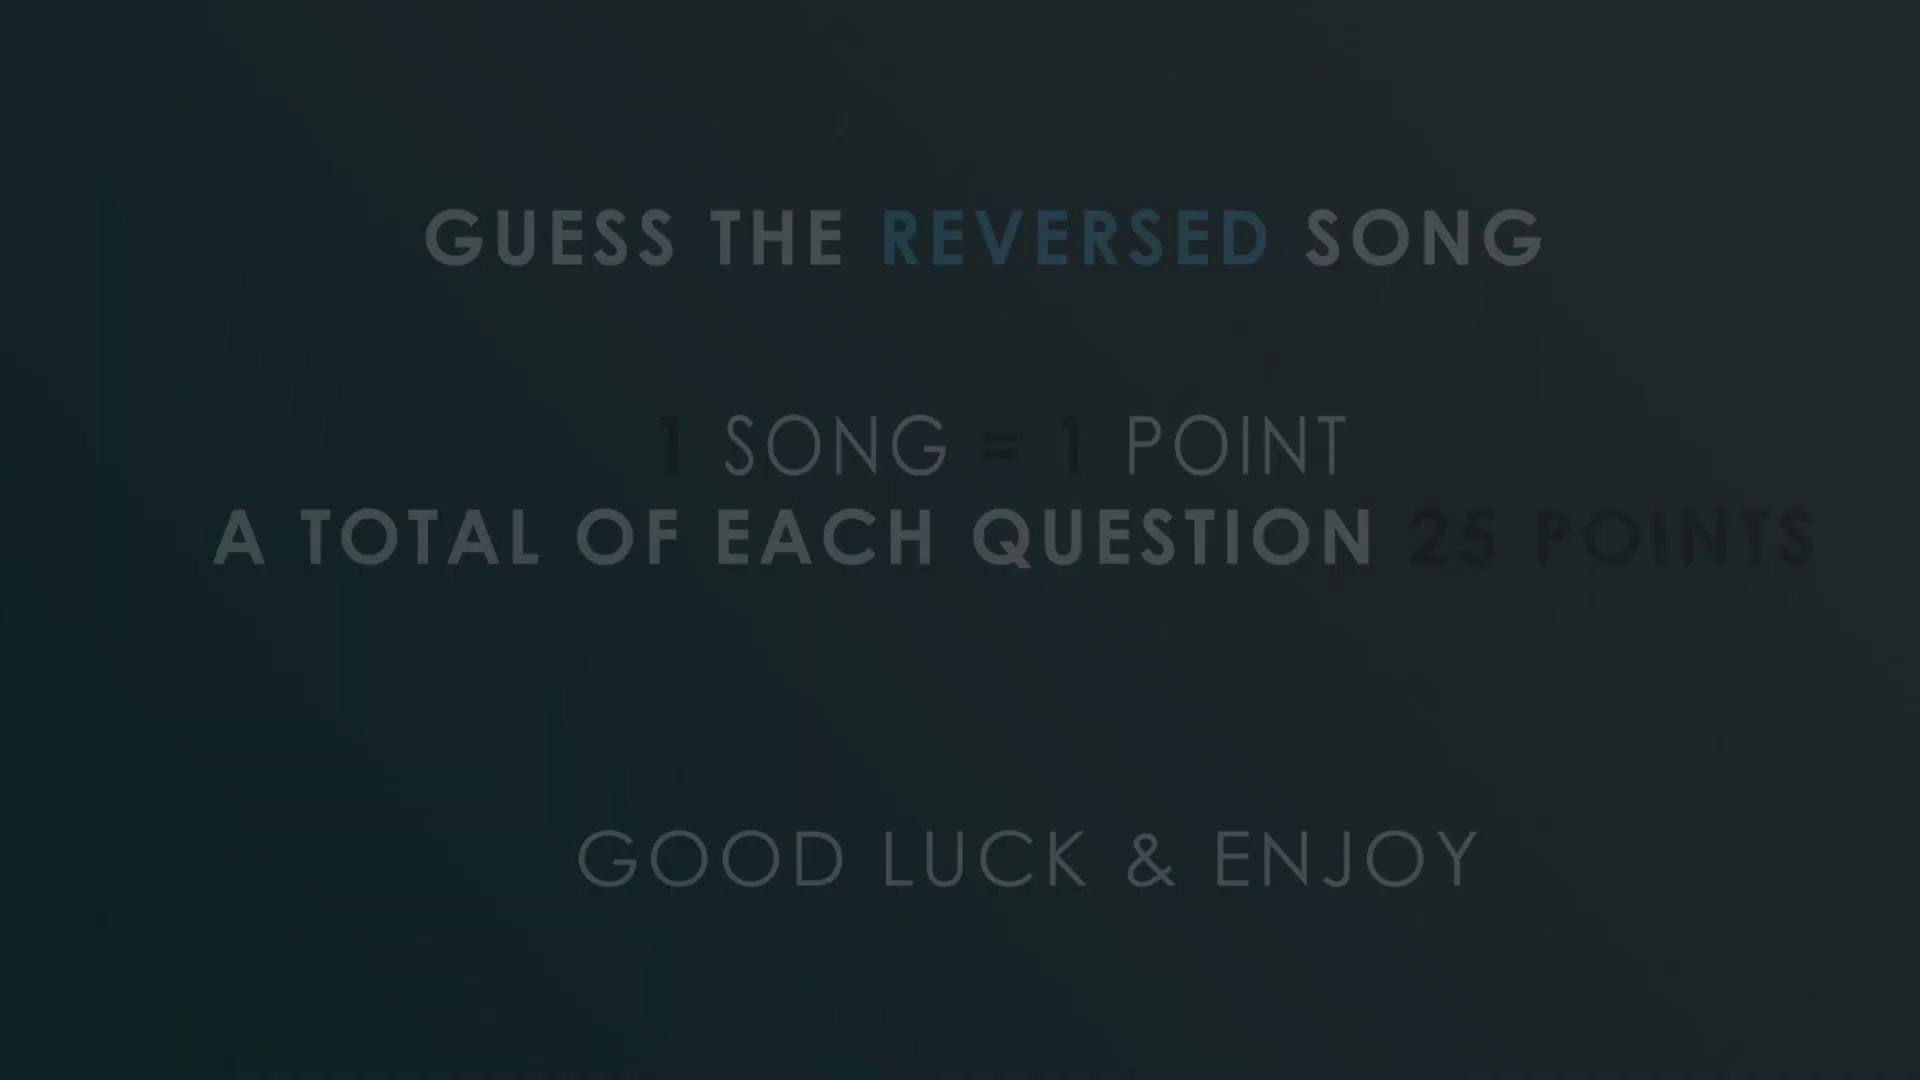 GUESS THE REVERSED SONG
1 SONG = 1 POINT
A TOTAL OF EACH QUESTION 25 POINTS
GOOD LUCK & ENJOY